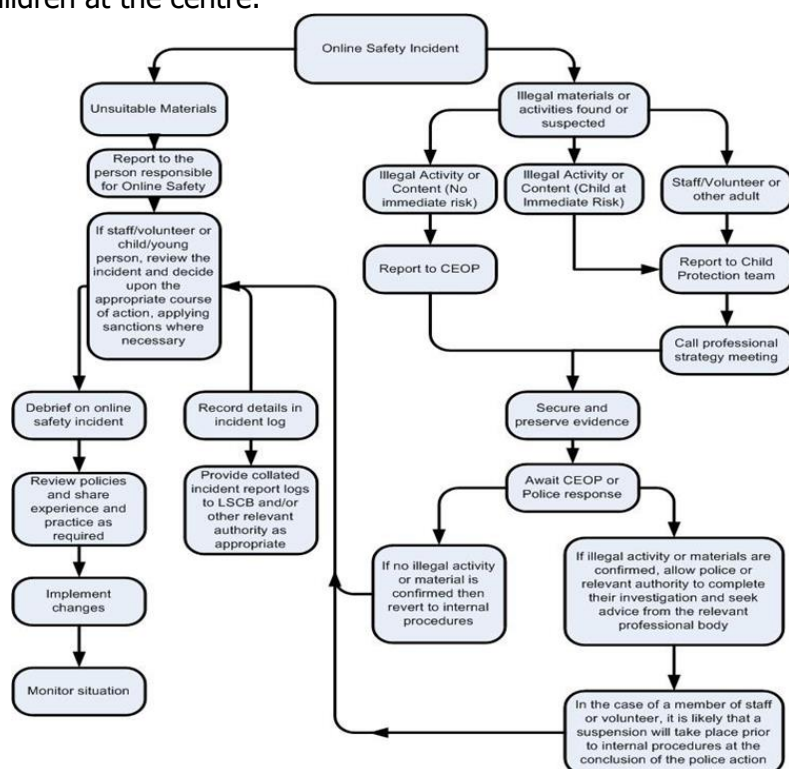 ildren at the centre.
Online Safety Incident
Unsuitable Materials
Report to the
person responsible
for Online Safety
If staff/volunteer or
child/young
person, review the
incident and decide
upon the
appropriate course
of action, applying
sanctions where
necessary
Debrief on online
safety incident
Review policies
and share
experience and
practice as
required
Implement
changes
Monitor situation
Record details in
incident log
Provide collated
incident report logs
to LSCB and/or
other relevant
authority as
appropriate
Illegal materials or
activities found or
suspected
Illegal Activity or
Content (No
immediate risk)
Illegal Activity or
Content (Child at
Immediate Risk)
Staff/Volunteer or
other adult
Report to CEOP
Report to Child
Protection team
Call professional
strategy meeting
Secure and
preserve evidence
Await CEOP or
Police response
If no illegal activity
or material is
confirmed then
revert to internal
procedures
If illegal activity or materials are
confirmed, allow police or
relevant authority to complete
their investigation and seek
advice from the relevant
professional body
In the case of a member of staff
or volunteer, it is likely that a
suspension will take place prior
to internal procedures at the
conclusion of the police action